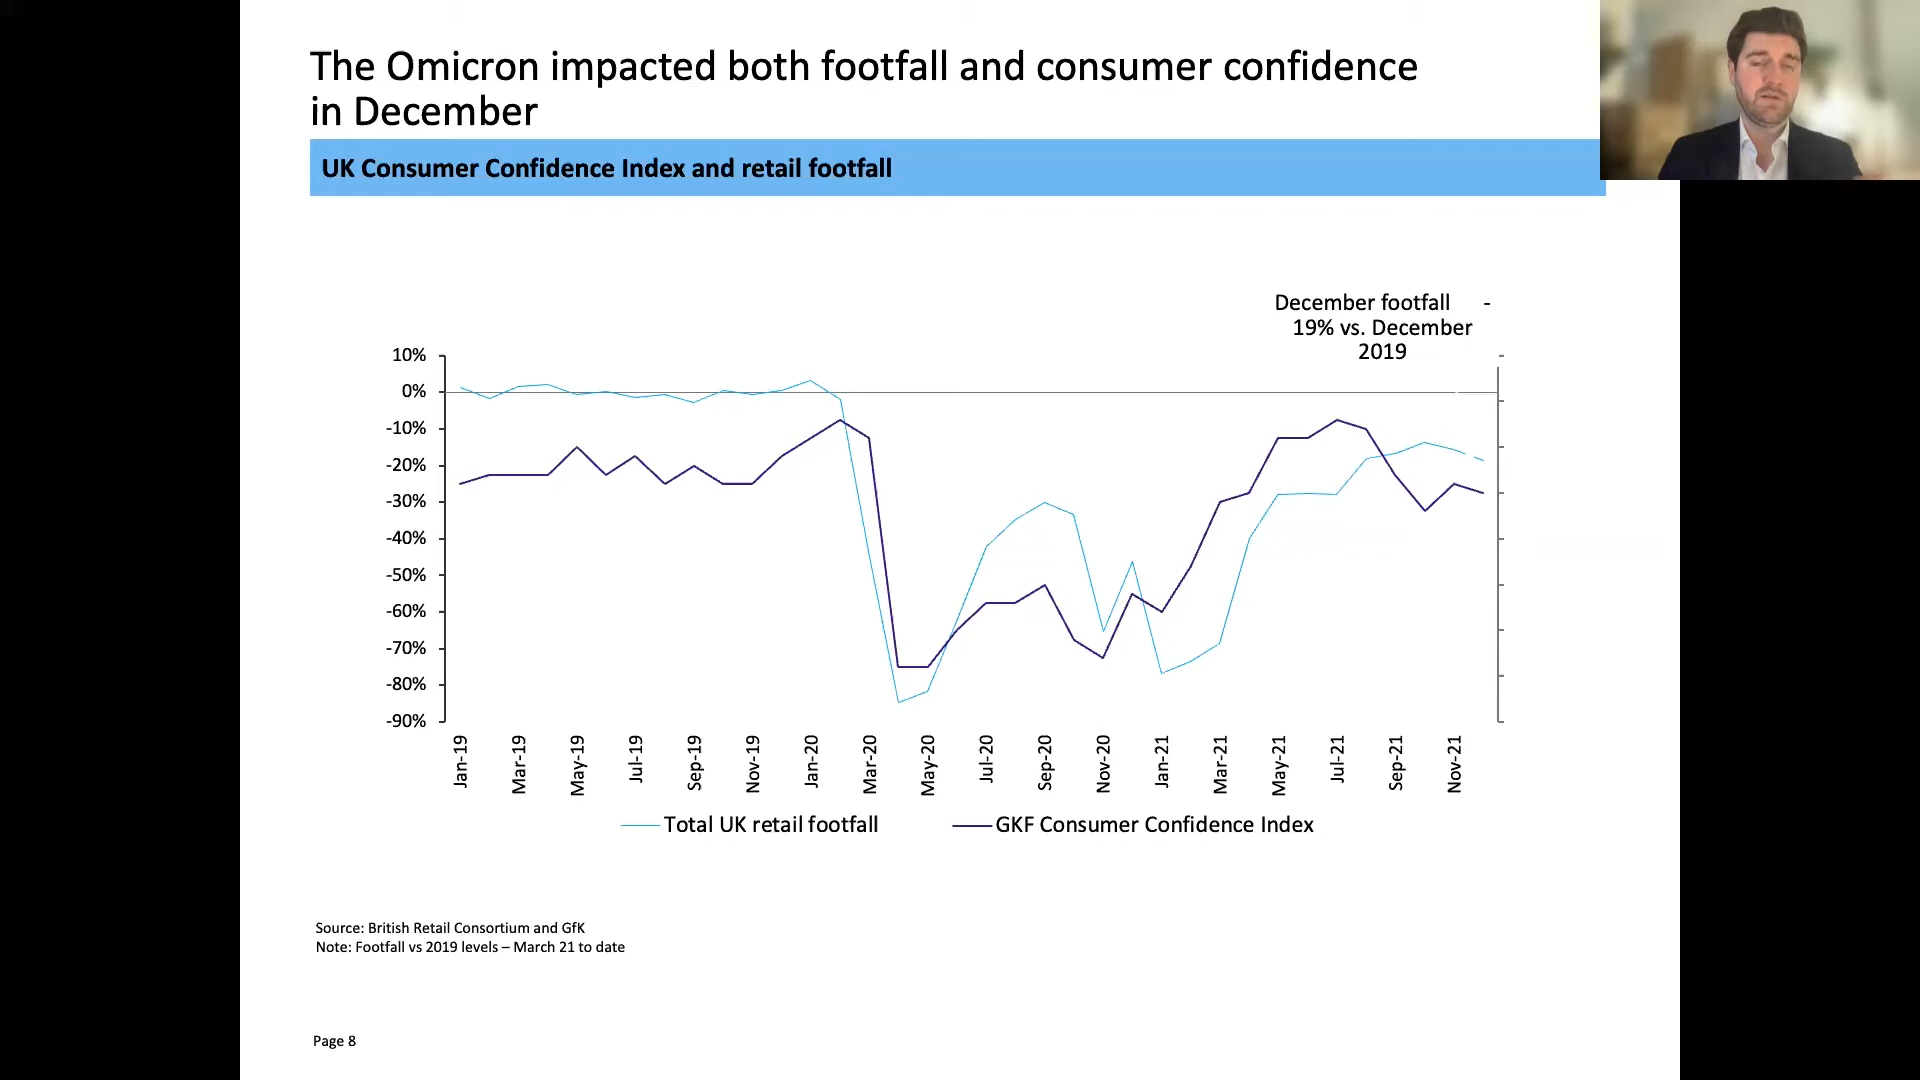 The Omicron impacted both footfall and consumer confidence
in December
UK Consumer Confidence Index and retail footfall
December footfall -
19% vs. December
2019
10%
0%
-10%
-20%
-30%
-40%
-50%
-60%
-70%
-80%
-90%
Jan-19
Mar-19
May-19
Jul-19
Sep-19
Nov-19
Jan-20
Mar-20
May-20
Jul-20
Sep-20
Nov-20
Jan-21
Mar-21
May-21
Jul-21
Sep-21
Nov-21
Total UK retail footfall
GKF Consumer Confidence Index
Source: British Retail Consortium and GfK
Note: Footfall vs 2019 levels – March 21 to date
Page 8